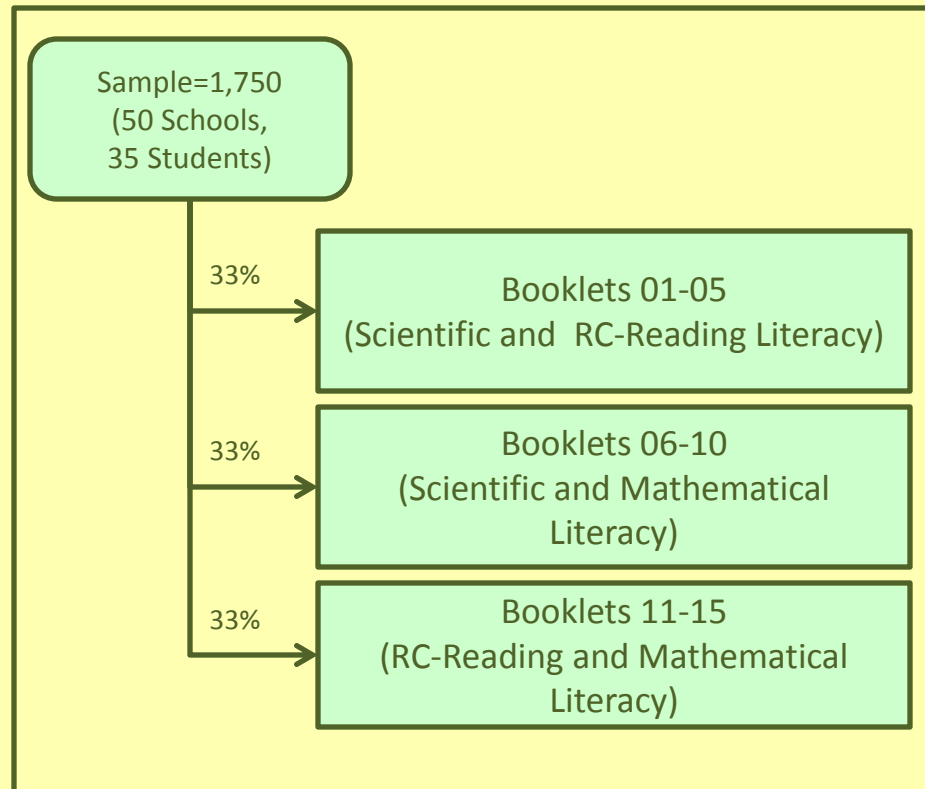 Sample=1,750
(50 Schools,
35 Students)
33%
Booklets 01-05
(Scientific and  RC-Reading Literacy)
33%
Booklets 06-10
(Scientific and Mathematical
Literacy)
33%
Booklets 11-15
(RC-Reading and Mathematical
Literacy)